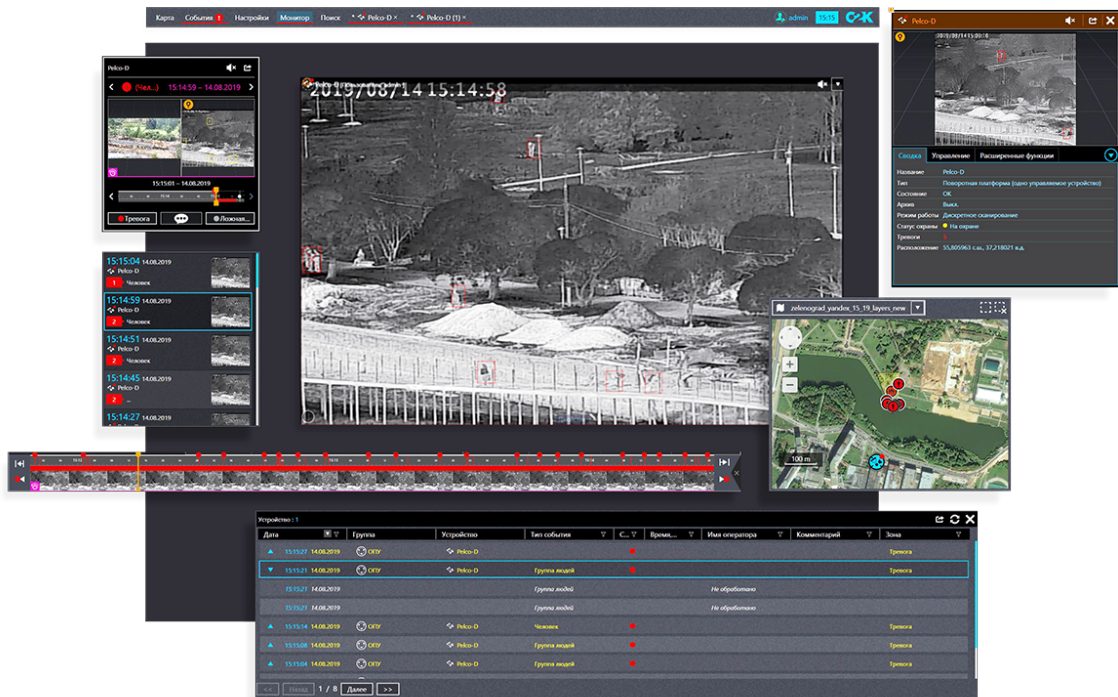 Карта События 1 Настройки Монитор Поиск Pelco-D × Pelco-D (1) × admin 15:15
Pelco-D
(Чел...) 15:14:59 – 14.08.2019
15:15:01 – 14.08.2019
Тревога Ложная...
15:15:04 14.08.2019
Pelco-D
1 Человек
15:14:59 14.08.2019
Pelco-D
2 Человек
15:14:51 14.08.2019
Pelco-D
2 Человек
15:14:45 14.08.2019
Pelco-D
2 ..
15:14:27 14.08.2019
2019/08/14 15:14:58
Pelco-D
Сводка Управление Расширенные функции
Название Pelco-D
Тип Поворотная платформа (одно управляемое устройство)
Состояние ОК
Архив Выкл.
Режим работы Дискретное сканирование
Статус охраны На охране
Тревоги
Расположение 55,805963 с.ш., 37,218021 в.д.
zelenograd_yandex_15_19_layers_new
100 m
Устройство : 1
Дата Группа Устройство Тип события С... Время,... Имя оператора Комментарий Зона
15:15:27 14.08.2019 ОПУ Pelco-D Тревога
15:15:21 14.08.2019 ОПУ Pelco-D Группа людей Тревога
15:15:21 14.08.2019 Группа людей Не обработано
15:15:21 14.08.2019 Группа людей Не обработано
15:15:14 14.08.2019 ОПУ Pelco-D Человек Тревога
15:15:08 14.08.2019 ОПУ Pelco-D Группа людей Тревога
15:15:04 14.08.2019 ОПУ Pelco-D Группа людей Тревога
<< Назад 1 / 8 Далее >>